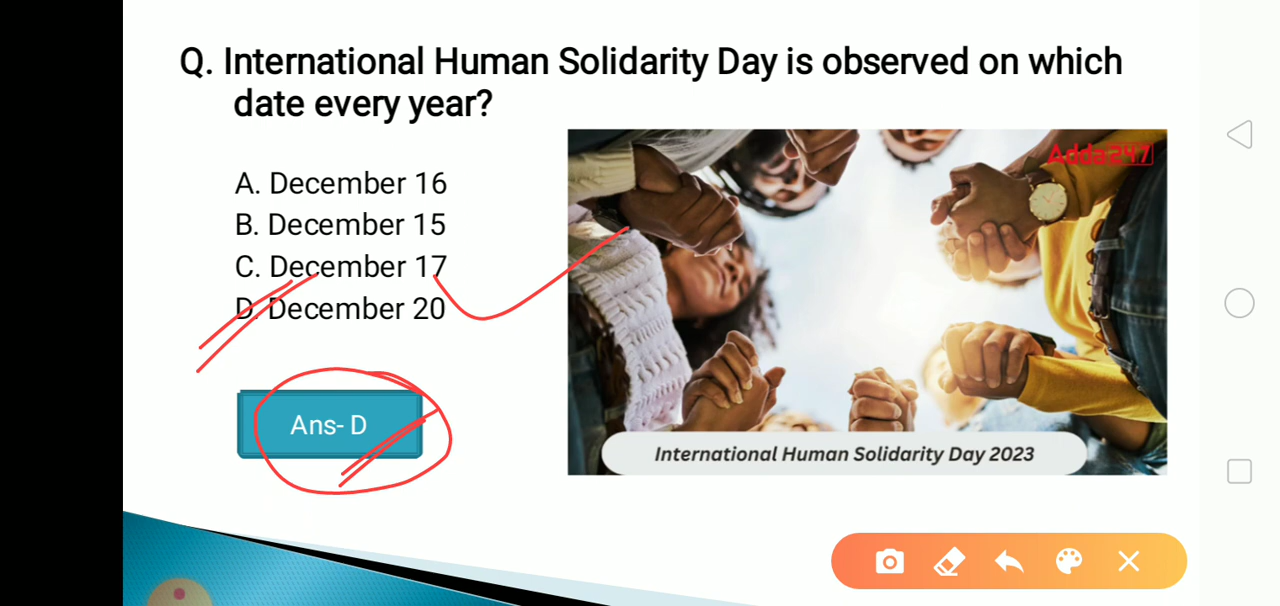 Q. International Human Solidarity Day is observed on which
date every year?
A. December 16
B. December 15
C. December 17
D. December 20
Ans- D
Adda247
International Human Solidarity Day 2023